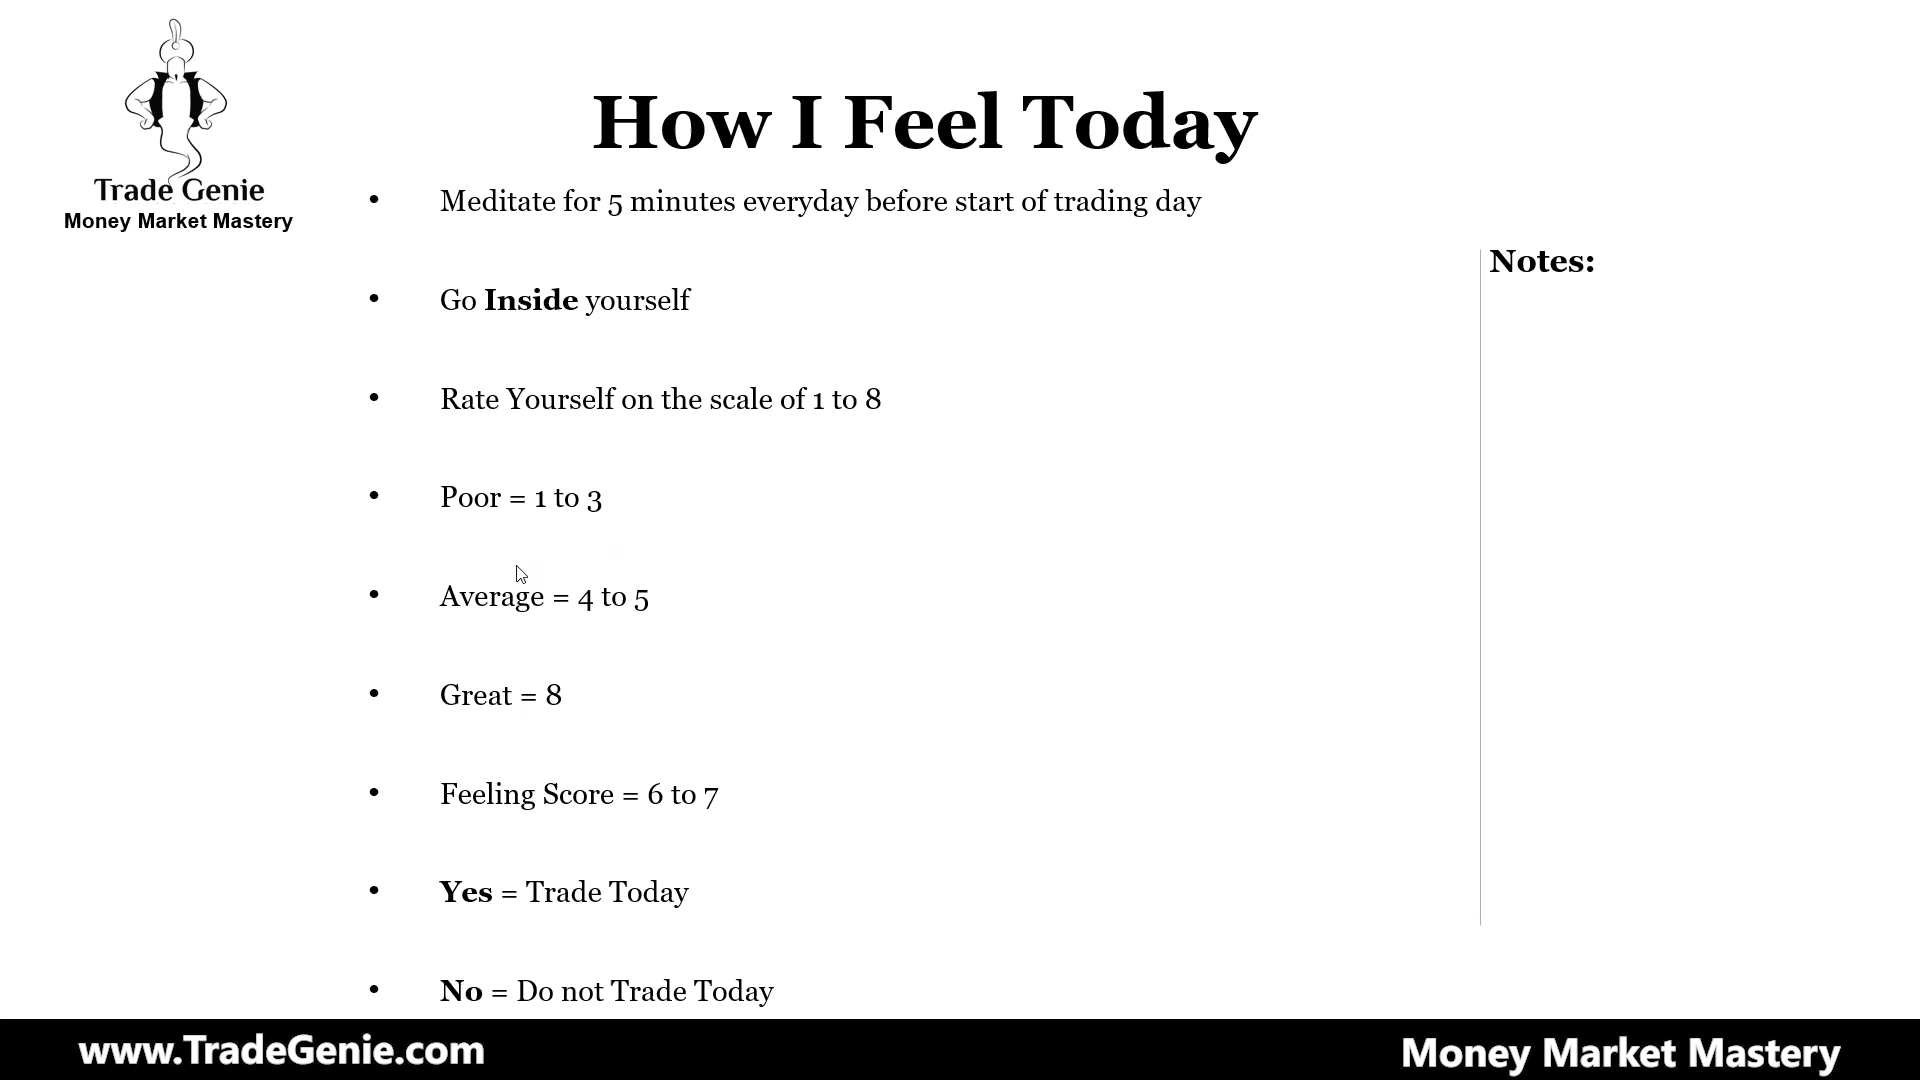 Trade Genie
Money Market Mastery
How I Feel Today
• Meditate for 5 minutes everyday before start of trading day
• Go Inside yourself
• Rate Yourself on the scale of 1 to 8
• Poor = 1 to 3
• Average = 4 to 5
• Great = 8
• Feeling Score = 6 to 7
• Yes = Trade Today
• No = Do not Trade Today
Notes:
www.TradeGenie.com
Money Market Mastery